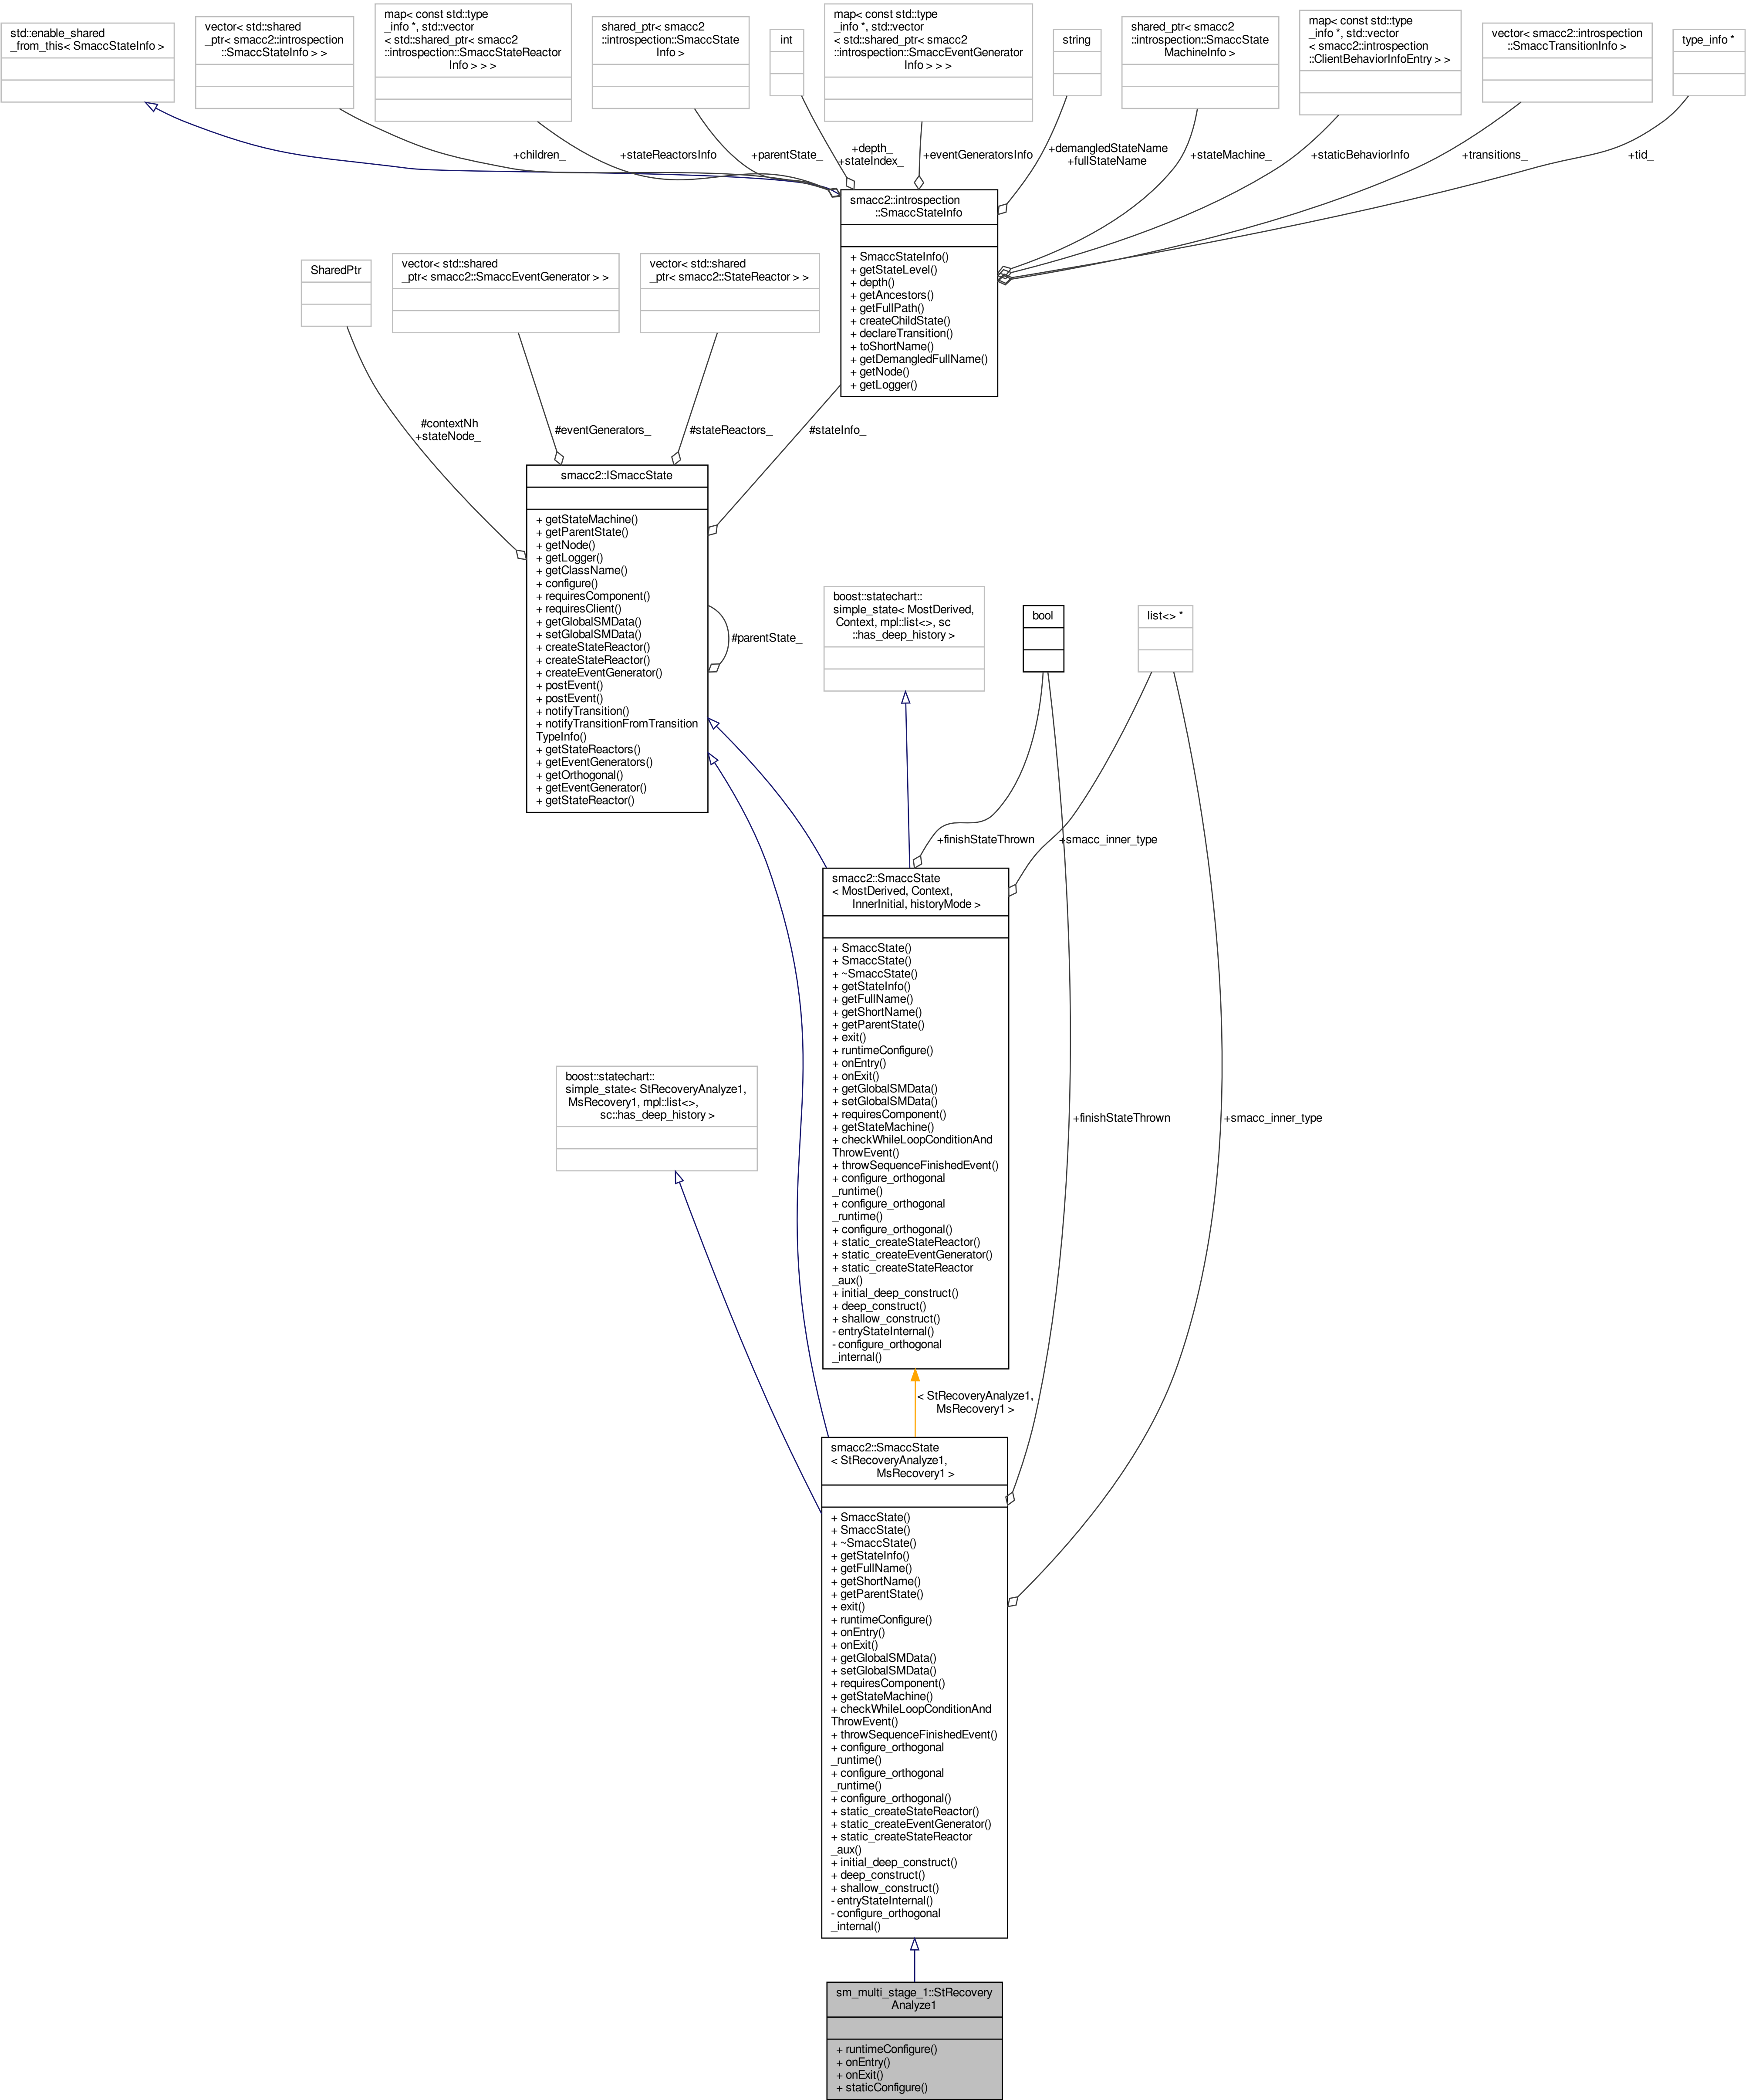 std::enable_shared
_from_this< SmaccStateInfo >
vector< std::shared
_ptr< smacc2::introspection
::SmaccStateInfo > >
map< const std::type
_info *, std::vector
< std::shared_ptr< smacc2
::introspection::SmaccStateReactor
Info > > >
shared_ptr< smacc2
::introspection::SmaccState
Info >
int
map< const std::type
_info *, std::vector
< std::shared_ptr< smacc2
::introspection::SmaccEventGenerator
Info > > >
string
shared_ptr< smacc2
::introspection::SmaccState
MachineInfo >
map< const std::type
_info *, std::vector
< smacc2::introspection
::ClientBehaviorInfoEntry > >
vector< smacc2::introspection
::SmaccTransitionInfo >
type_info *
+children_
+stateReactorsInfo
+parentState_
+depth_
+stateIndex_
+eventGeneratorsInfo
+demangledStateName
+fullStateName
+stateMachine_
+staticBehaviorInfo
+transitions_
+tid_
smacc2::introspection
::SmaccStateInfo
+ SmaccStateInfo()
+ getStateLevel()
+ depth()
+ getAncestors()
+ getFullPath()
+ createChildState()
+ declareTransition()
+ toShortName()
+ getDemangledFullName()
+ getNode()
+ getLogger()
SharedPtr
vector< std::shared
_ptr< smacc2::SmaccEventGenerator > >
vector< std::shared
_ptr< smacc2::StateReactor > >
#contextNh
+stateNode_
#eventGenerators_
#stateReactors_
#stateInfo_
smacc2::ISmaccState
+ getStateMachine()
+ getParentState()
+ getNode()
+ getLogger()
+ getClassName()
+ configure()
+ requiresComponent()
+ requiresClient()
+ getGlobalSMData()
+ setGlobalSMData()
+ createStateReactor()
+ createStateReactor()
+ createEventGenerator()
+ postEvent()
+ postEvent()
+ notifyTransition()
+ notifyTransitionFromTransition
TypeInfo()
+ getStateReactors()
+ getEventGenerators()
+ getOrthogonal()
+ getEventGenerator()
+ getStateReactor()
#parentState_
boost::statechart::
simple_state< MostDerived,
Context, mpl::list<>, sc
::has_deep_history >
bool
list<> *
+finishStateThrown
+smacc_inner_type
smacc2::SmaccState
< MostDerived, Context,
InnerInitial, historyMode >
+ SmaccState()
+ SmaccState()
+ ~SmaccState()
+ getStateInfo()
+ getFullName()
+ getShortName()
+ getParentState()
+ exit()
+ runtimeConfigure()
+ onEntry()
+ onExit()
+ getGlobalSMData()
+ setGlobalSMData()
+ requiresComponent()
+ getStateMachine()
+ checkWhileLoopConditionAnd
ThrowEvent()
+ throwSequenceFinishedEvent()
+ configure_orthogonal
_runtime()
+ configure_orthogonal
_runtime()
+ configure_orthogonal()
+ static_createStateReactor()
+ static_createEventGenerator()
+ static_createStateReactor
_aux()
+ initial_deep_construct()
+ deep_construct()
+ shallow_construct()
- entryStateInternal()
- configure_orthogonal
_internal()
boost::statechart::
simple_state< StRecoveryAnalyze1,
MsRecovery1, mpl::list<>,
sc::has_deep_history >
+finishStateThrown
+smacc_inner_type
< StRecoveryAnalyze1,
MsRecovery1 >
smacc2::SmaccState
< StRecoveryAnalyze1,
MsRecovery1 >
+ SmaccState()
+ SmaccState()
+ ~SmaccState()
+ getStateInfo()
+ getFullName()
+ getShortName()
+ getParentState()
+ exit()
+ runtimeConfigure()
+ onEntry()
+ onExit()
+ getGlobalSMData()
+ setGlobalSMData()
+ requiresComponent()
+ getStateMachine()
+ checkWhileLoopConditionAnd
ThrowEvent()
+ throwSequenceFinishedEvent()
+ configure_orthogonal
_runtime()
+ configure_orthogonal
_runtime()
+ configure_orthogonal()
+ static_createStateReactor()
+ static_createEventGenerator()
+ static_createStateReactor
_aux()
+ initial_deep_construct()
+ deep_construct()
+ shallow_construct()
- entryStateInternal()
- configure_orthogonal
_internal()
sm_multi_stage_1::StRecovery
Analyze1
+ runtimeConfigure()
+ onEntry()
+ onExit()
+ staticConfigure()